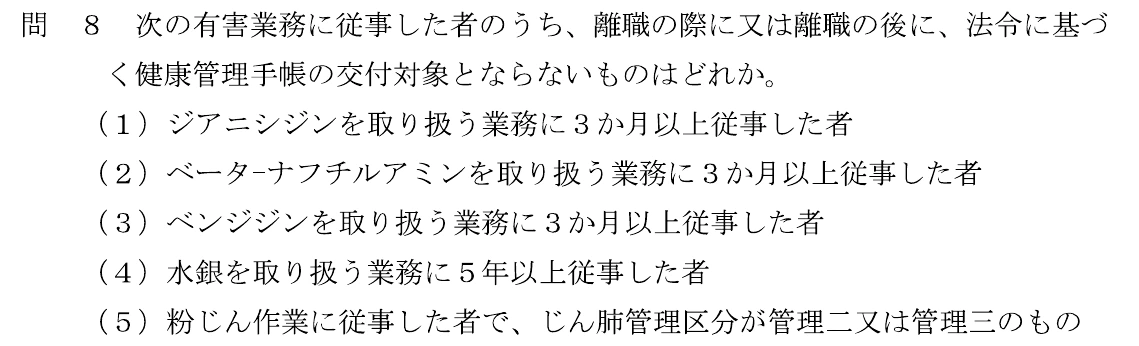 問　８　次の有害業務に従事した者のうち、離職の際に又は離職の後に、法令に基づ
く健康管理手帳の交付対象とならないものはどれか。
（１）ジアニシジンを取り扱う業務に３か月以上従事した者
（２）ベータ−ナフチルアミンを取り扱う業務に３か月以上従事した者
（３）ベンジジンを取り扱う業務に３か月以上従事した者
（４）水銀を取り扱う業務に５年以上従事した者
（５）粉じん作業に従事した者で、じん肺管理区分が管理二又は管理三のもの